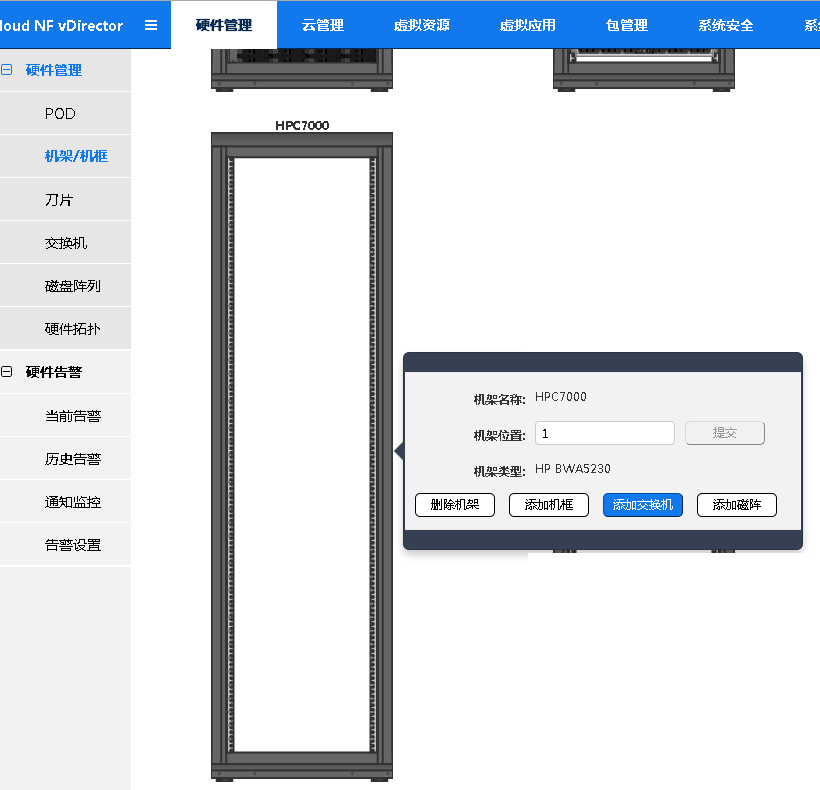 loud NF vDirector
硬件管理
云管理
虚拟资源
虚拟应用
包管理
系统安全
硬件管理
POD
机架/机框
刀片
交换机
磁盘阵列
硬件拓扑
硬件告警
当前告警
历史告警
通知监控
告警设置
HPC7000
机架名称: HPC7000
机架位置: 1 提交
机架类型: HP BWA5230
删除机架 添加机框 添加交换机 添加磁阵